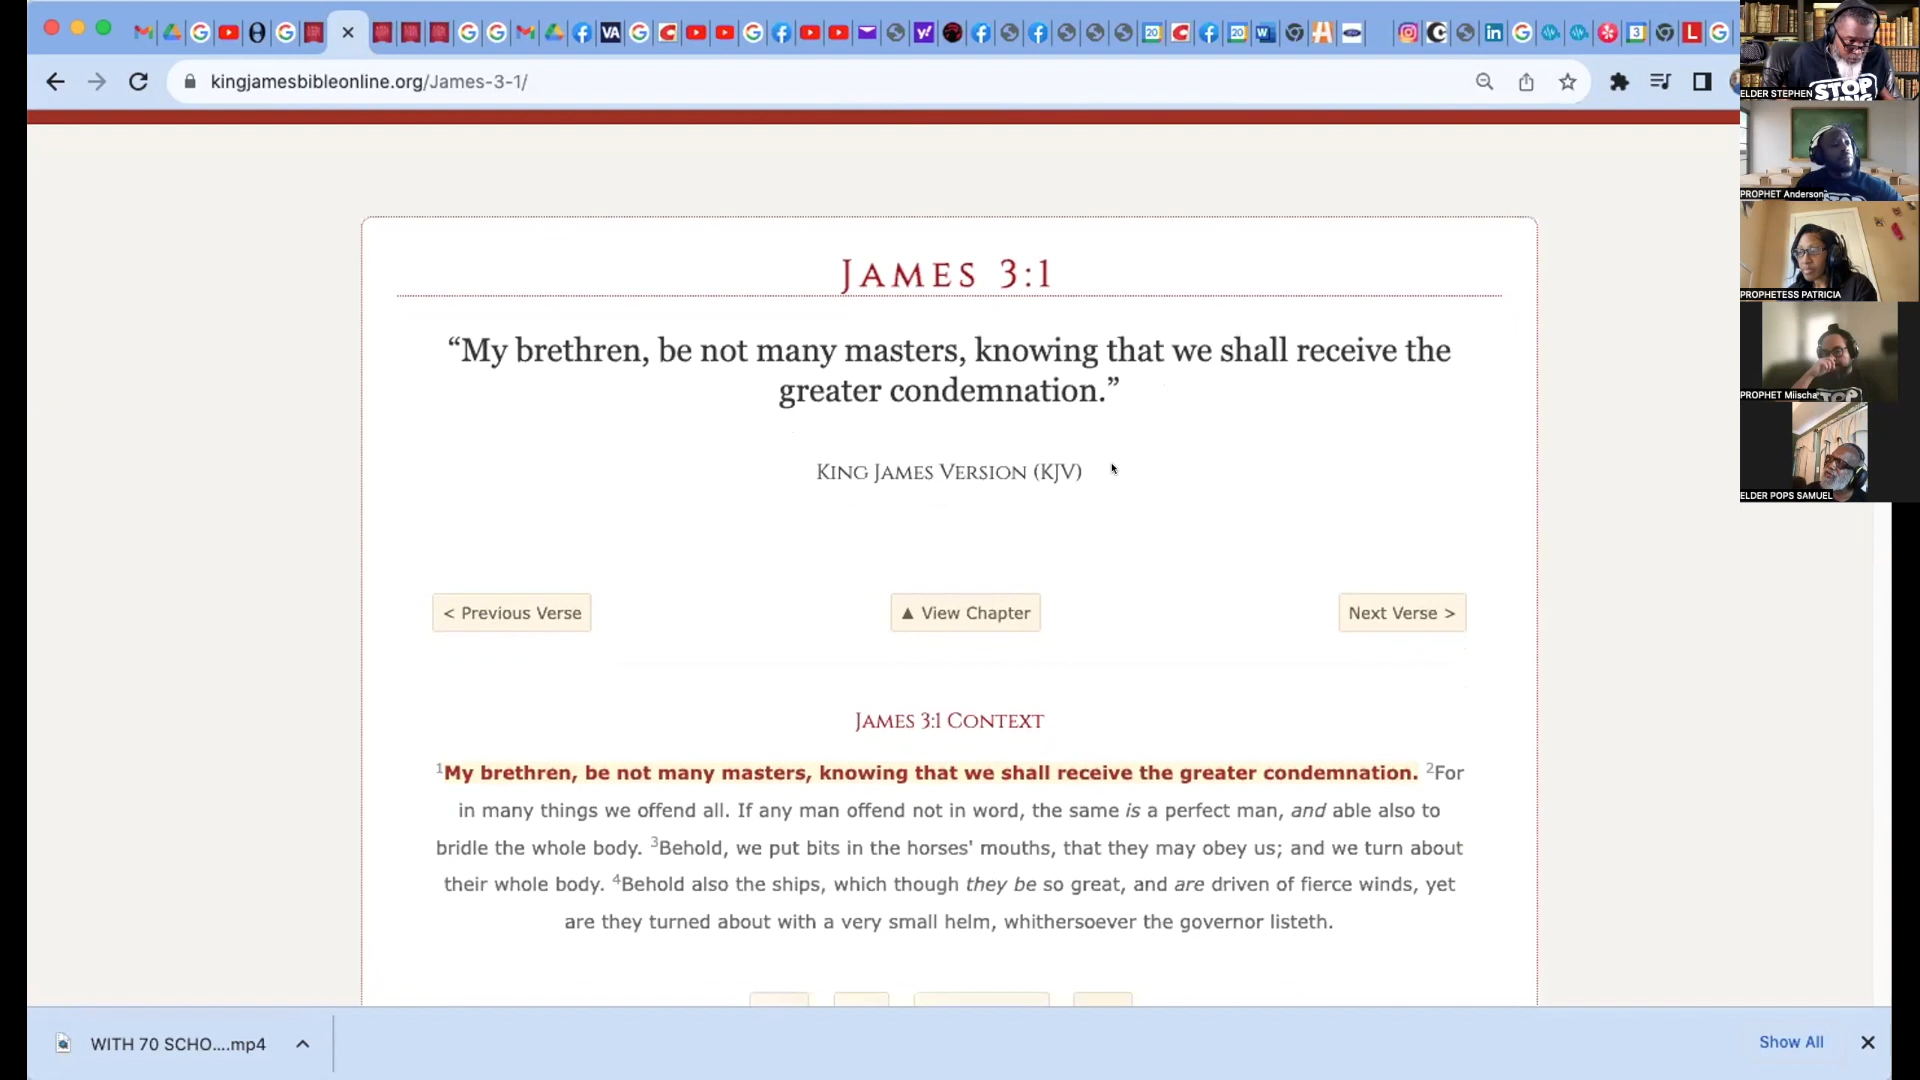 kingjamesbibleonline.org/James-3-1/
JAMES 3:1
“My brethren, be not many masters, knowing that we shall receive the
greater condemnation.”
KING JAMES VERSION (KJV)
< Previous Verse
▲ View Chapter
Next Verse >
JAMES 3:1 CONTEXT
1My brethren, be not many masters, knowing that we shall receive the greater condemnation. 2For
in many things we offend all. If any man offend not in word, the same is a perfect man, and able also to
bridle the whole body. 3Behold, we put bits in the horses' mouths, that they may obey us; and we turn about
their whole body. 4Behold also the ships, which though they be so great, and are driven of fierce winds, yet
are they turned about with a very small helm, whithersoever the governor listeth.
WITH 70 SCHO....mp4
Show All
STOP
ELDER STEPHEN
PROPHET Anderson
PROPHETESS PATRICIA
PROPHET Miischa
STOP
ELDER POPS SAMUEL